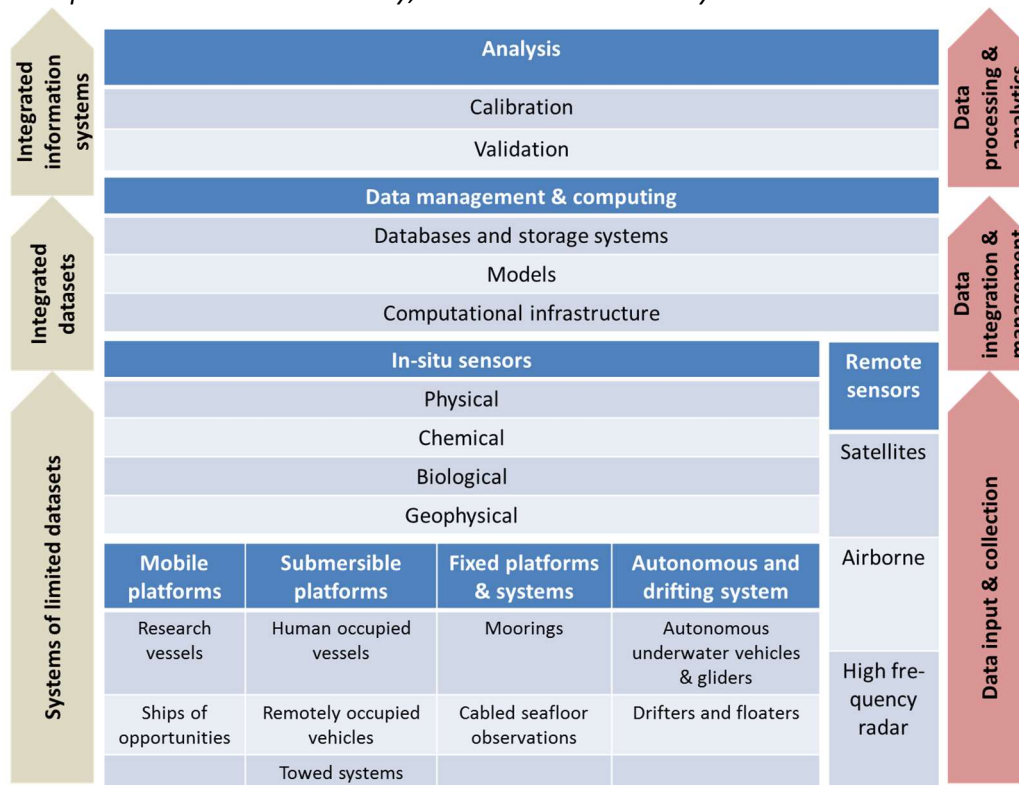 Analysis
Calibration
Validation
Data management & computing
Databases and storage systems
Models
Computational infrastructure
In-situ sensors
Physical
Chemical
Biological
Geophysical
Mobile
platforms
Research
vessels
Ships of
opportunities
Submersible
platforms
Human occupied
vessels
Remotely occupied
vehicles
Towed systems
Fixed platforms
& systems
Moorings
Cabled seafloor
observations
Autonomous and
drifting system
Autonomous
underwater vehicles
& gliders
Drifters and floaters
Remote
sensors
Satellites
Airborne
High fre-
quency
radar
Integrated
information
systems
Integrated
datasets
Systems of limited datasets
Data
processing &
analytics
Data
integration &
management
Data input & collection